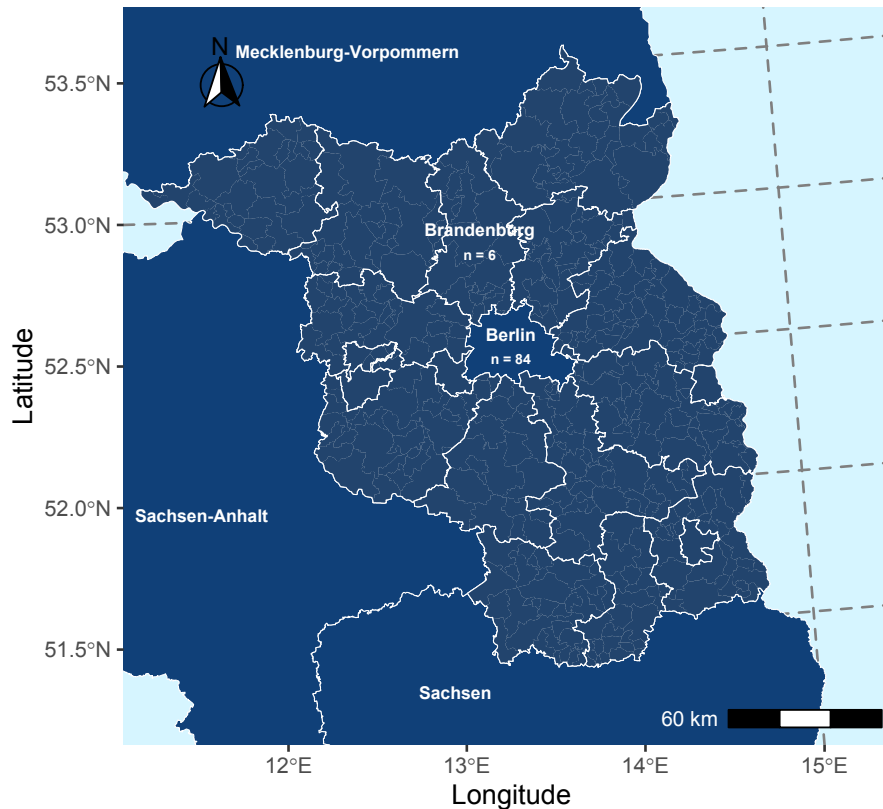 N
Mecklenburg-Vorpommern
53.5°N
53.0°N
Brandenburg
n = 6
Berlin
n = 84
52.5°N
Latitude
52.0°N
Sachsen-Anhalt
51.5°N
Sachsen
60 km
12°E
13°E
14°E
15°E
Longitude